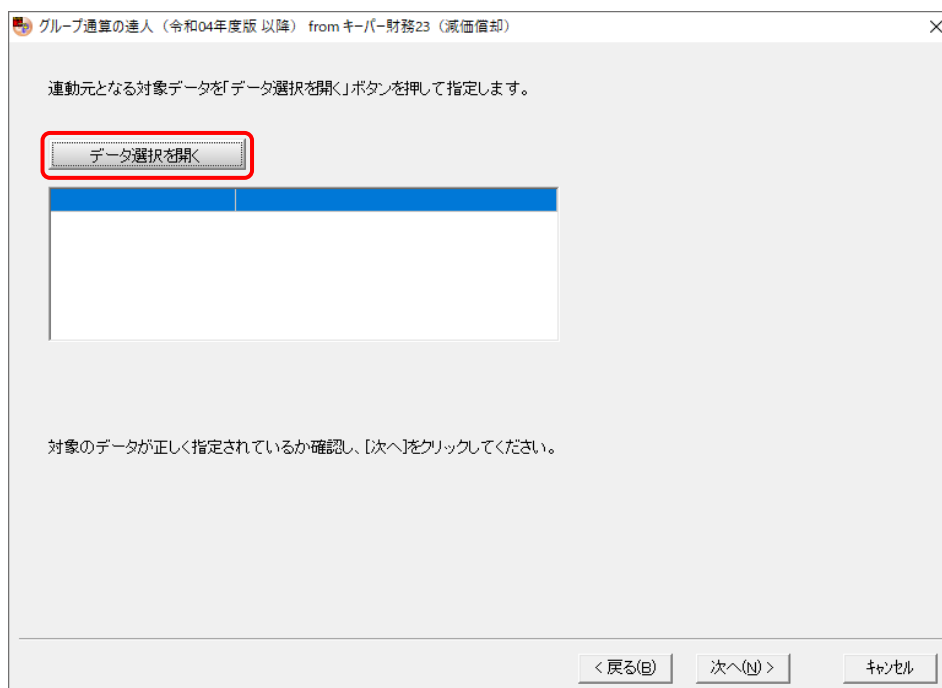 グループ通算の達人（令和04年度版 以降） from キーパー財務23（減価償却）
連動元となる対象データを「データ選択を開く」ボタンを押して指定します。
データ選択を開く
対象のデータが正しく指定されているか確認し、[次へ]をクリックしてください。
< 戻る(B)
次へ(N) >
ｷｬﾝｾﾙ